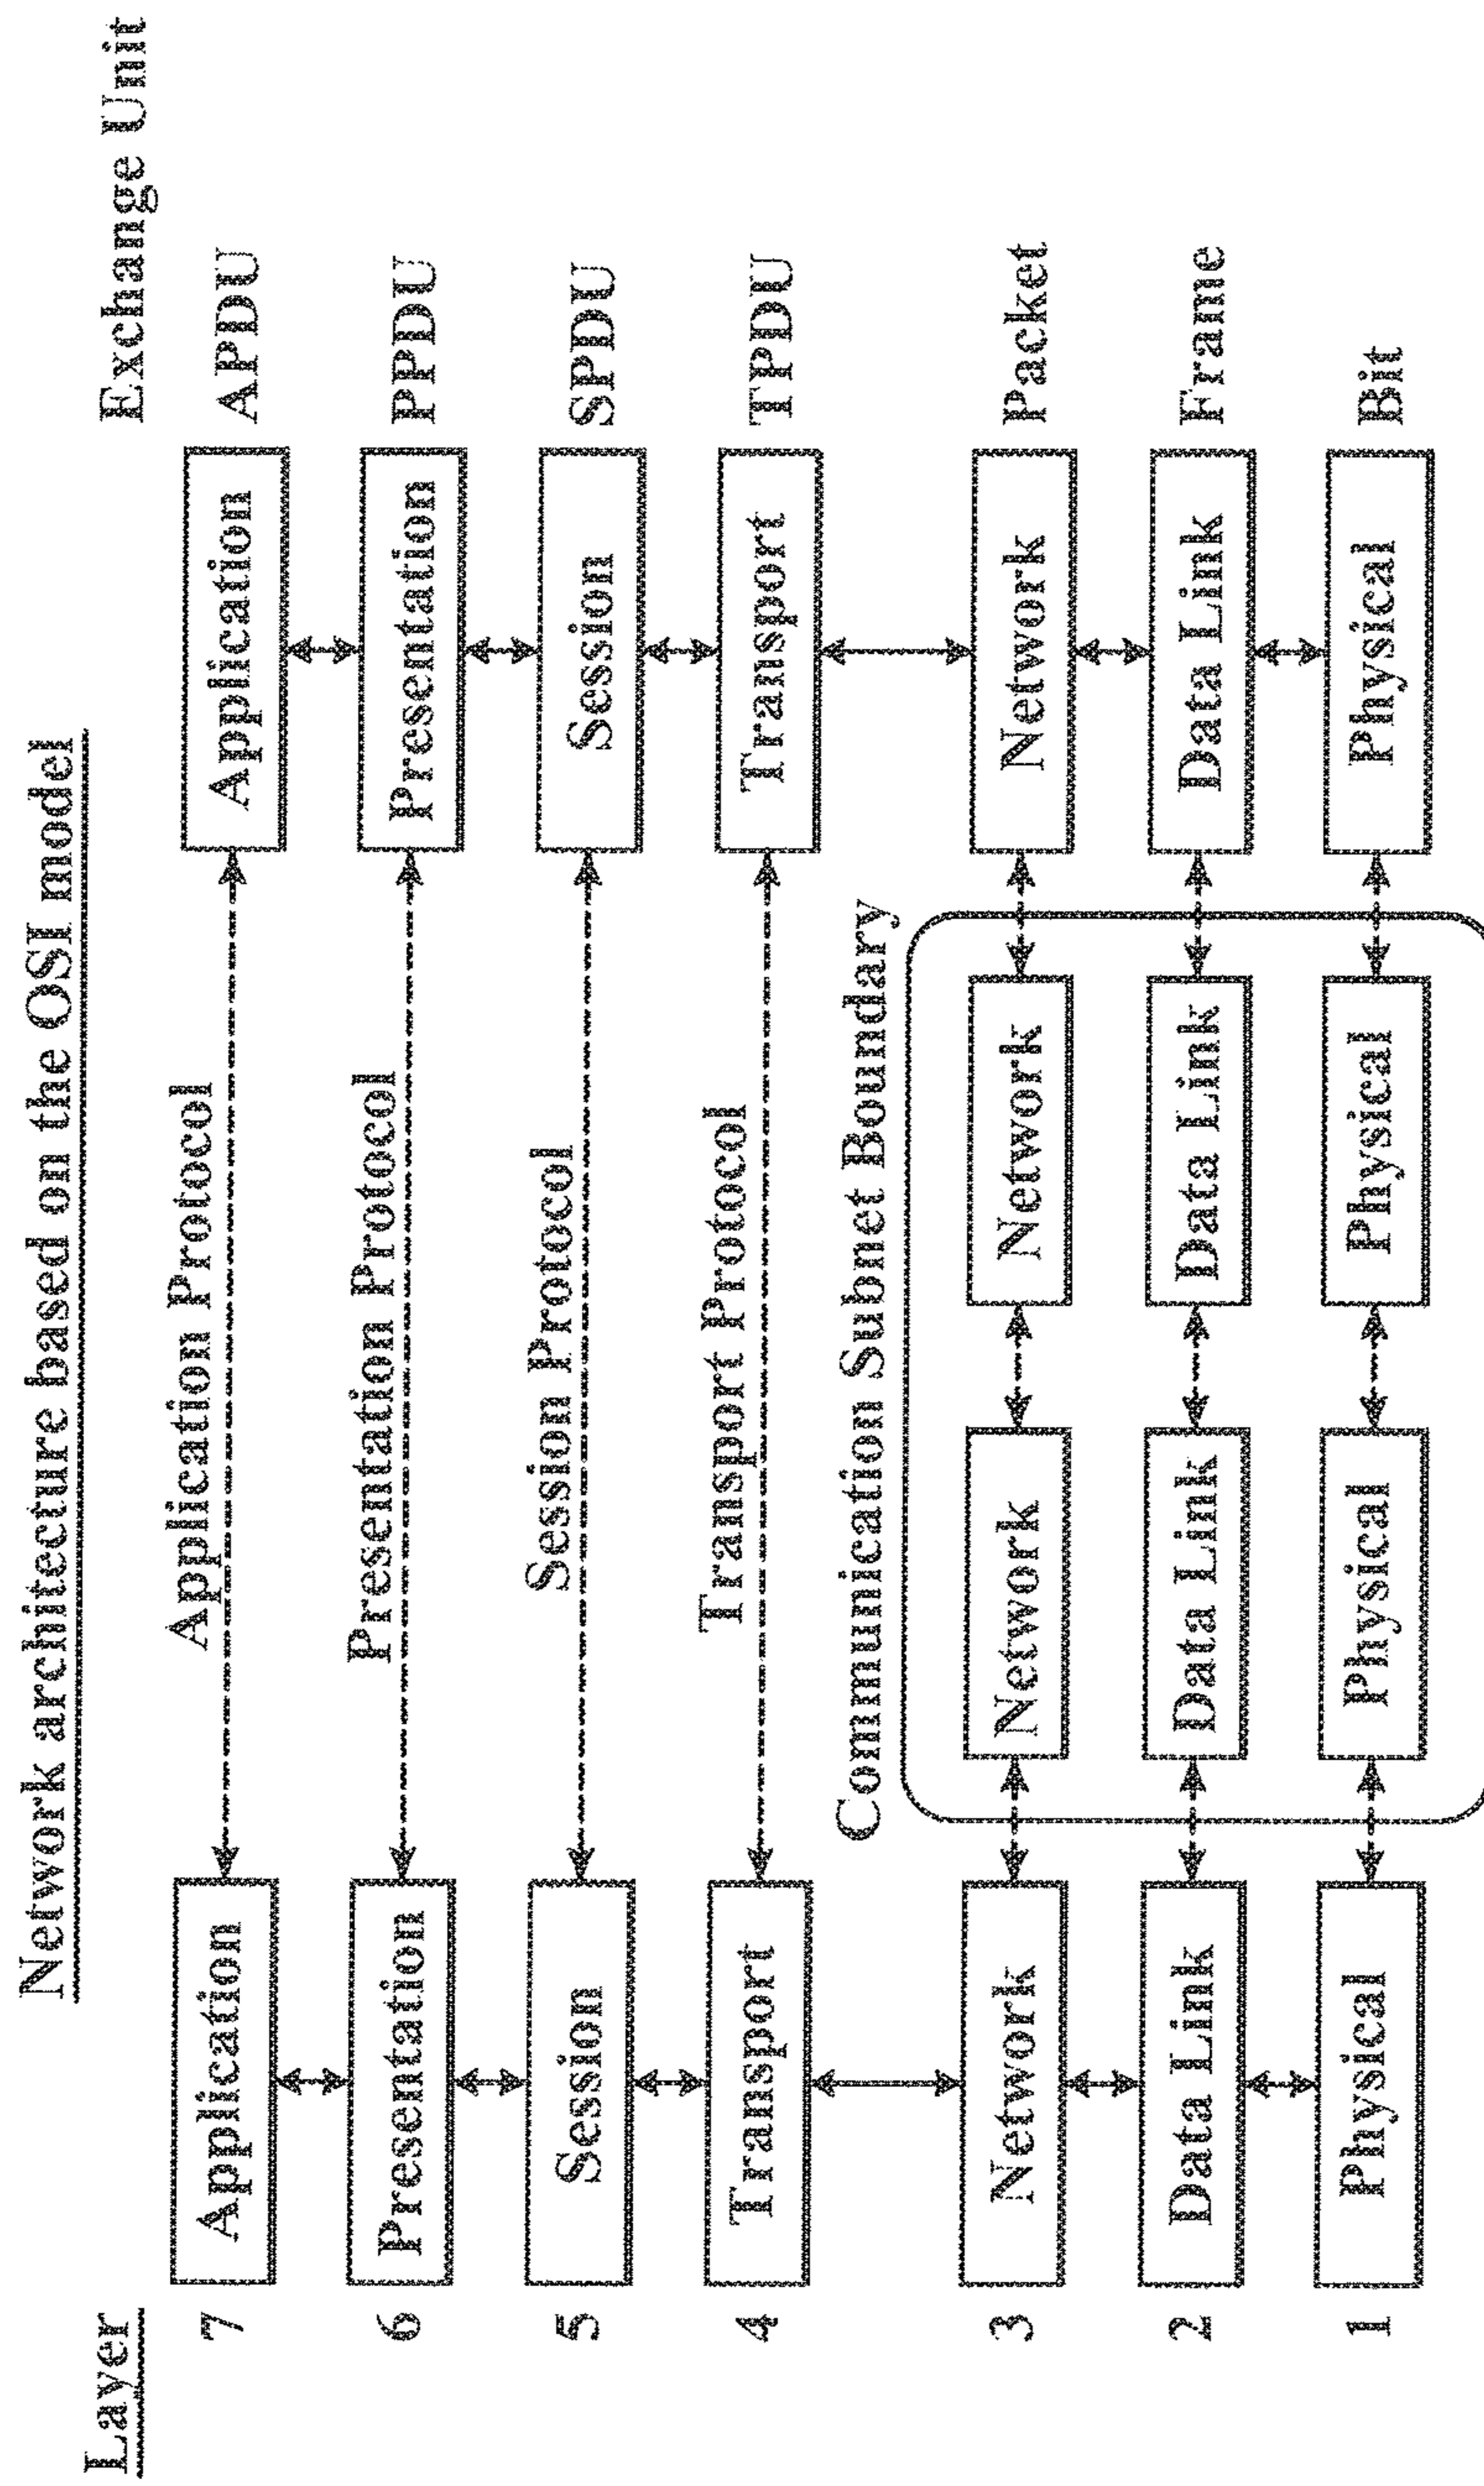 Network architecture based on the OSI model
Layer
Exchange Unit
7
Application
Application Protocol
Application
APDU
6
Presentation
Presentation Protocol
Presentation
PPDU
5
Session
Session Protocol
Session
SPDU
4
Transport
Transport Protocol
Transport
TPDU
Communication Subnet Boundary
3
Network
Network
Network
Network
Packet
2
Data Link
Data Link
Data Link
Data Link
Frame
1
Physical
Physical
Physical
Physical
Bit